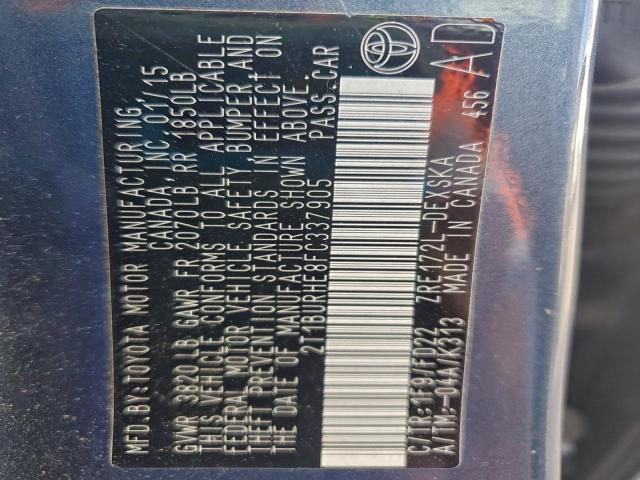 MFD.BY:TOYOTA MOTOR MANUFACTURING,
CANADA, INC. 01/15
GVWR 3820LB GAWR FR 2070LB, RR 1850LB
THIS VEHICLE CONFORMS TO ALL APPLICABLE
FEDERAL MOTOR VEHICLE SAFETY, BUMPER, AND
THEFT PREVENTION STANDARDS IN EFFECT ON
THE DATE OF MANUFACTURE SHOWN ABOVE.
2T1BURHE8FC337905 PASS.CAR
C/TR:1F97/FD22 ZRE172L-DEXSKA
A/TM:-04A/K313 MADE IN CANADA 456 AD